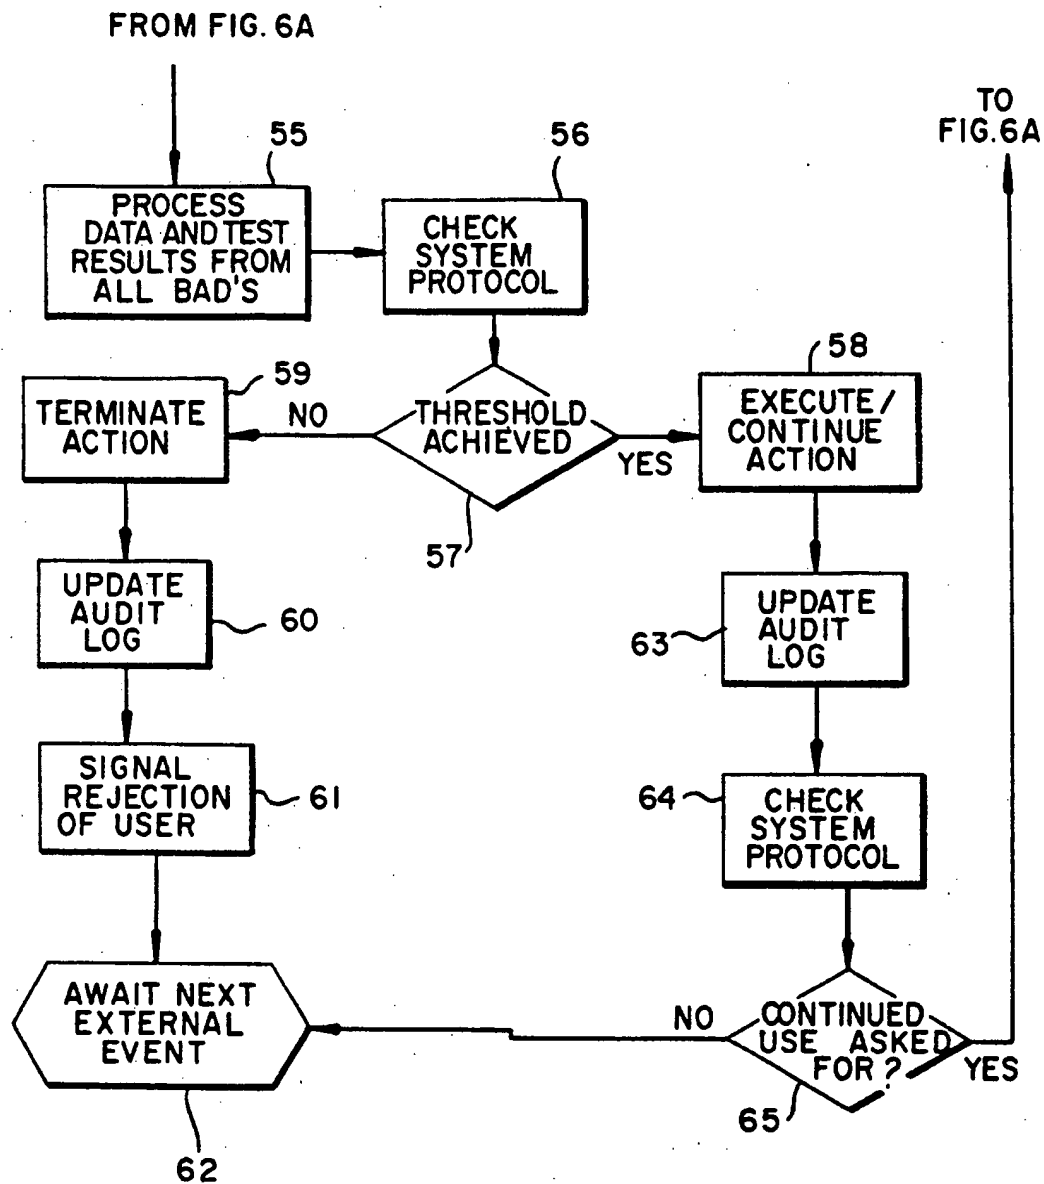 FROM FIG. 6A
TO
FIG. 6A
55
PROCESS
DATA AND TEST
RESULTS FROM
ALL BAD'S
56
CHECK
SYSTEM
PROTOCOL
THRESHOLD
ACHIEVED
57
NO
YES
59
TERMINATE
ACTION
58
EXECUTE/
CONTINUE
ACTION
UPDATE
AUDIT
LOG
60
63
UPDATE
AUDIT
LOG
SIGNAL
REJECTION
OF USER
61
64
CHECK
SYSTEM
PROTOCOL
AWAIT NEXT
EXTERNAL
EVENT
62
NO
CONTINUED
USE ASKED
FOR?
YES
65